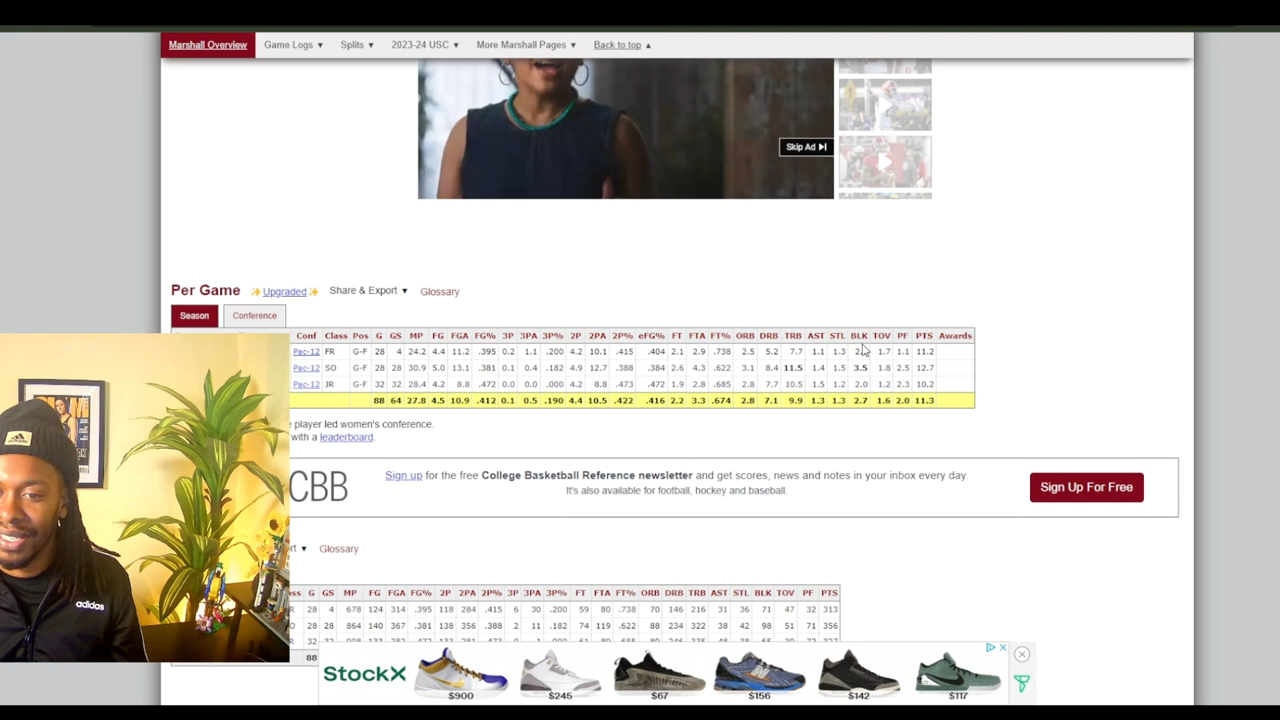 Marshall Overview Game Logs ▼ Splits ▼ 2023-24 USC ▼ More Marshall Pages ▼ Back to top ▲
Skip Ad
Per Game ✨ Upgraded ✨ Share & Export ▼ Glossary
Season Conference
Conf Class Pos G GS MP FG FGA FG% 3P 3PA 3P% 2P 2PA 2P% eFG% FT FTA FT% ORB DRB TRB AST STL BLK TOV PF PTS Awards
Pac-12 FR G-F 28 4 24.2 4.4 11.2 .395 0.2 1.1 .200 4.2 10.1 .415 .404 2.1 2.9 .738 2.5 5.2 7.7 1.1 1.3 1.7 1.1 11.2
Pac-12 SO G-F 28 28 30.9 5.0 13.1 .381 0.1 0.4 .182 4.9 12.7 .388 .384 2.6 4.3 .622 3.1 8.4 11.5 1.4 1.5 3.5 1.8 2.5 12.7
Pac-12 JR G-F 32 32 28.4 4.2 8.8 .472 0.0 0.0 .000 4.2 8.8 .473 .472 1.9 2.8 .685 2.8 7.7 10.5 1.5 1.2 2.0 1.2 2.3 10.2
88 64 27.8 4.5 10.9 .412 0.1 0.5 .190 4.4 10.5 .422 .416 2.2 3.3 .674 2.8 7.1 9.9 1.3 1.3 2.7 1.6 2.0 11.3
e player led women's conference.
with a leaderboard.
CBB
Sign up for the free College Basketball Reference newsletter and get scores, news and notes in your inbox every day.
It's also available for football, hockey and baseball.
Sign Up For Free
rt ▼ Glossary
ass G GS MP FG FGA FG% 2P 2PA 2P% 3P 3PA 3P% FT FTA FT% ORB DRB TRB AST STL BLK TOV PF PTS
R 28 4 678 124 314 .395 118 284 .415 6 30 .200 59 80 .738 70 146 216 31 36 71 47 32 313
O 28 28 864 140 367 .381 138 356 .388 2 11 .182 74 119 .622 88 234 322 38 42 98 51 71 356
88
adidas
StockX
$900 $245 $67 $156 $142 $117